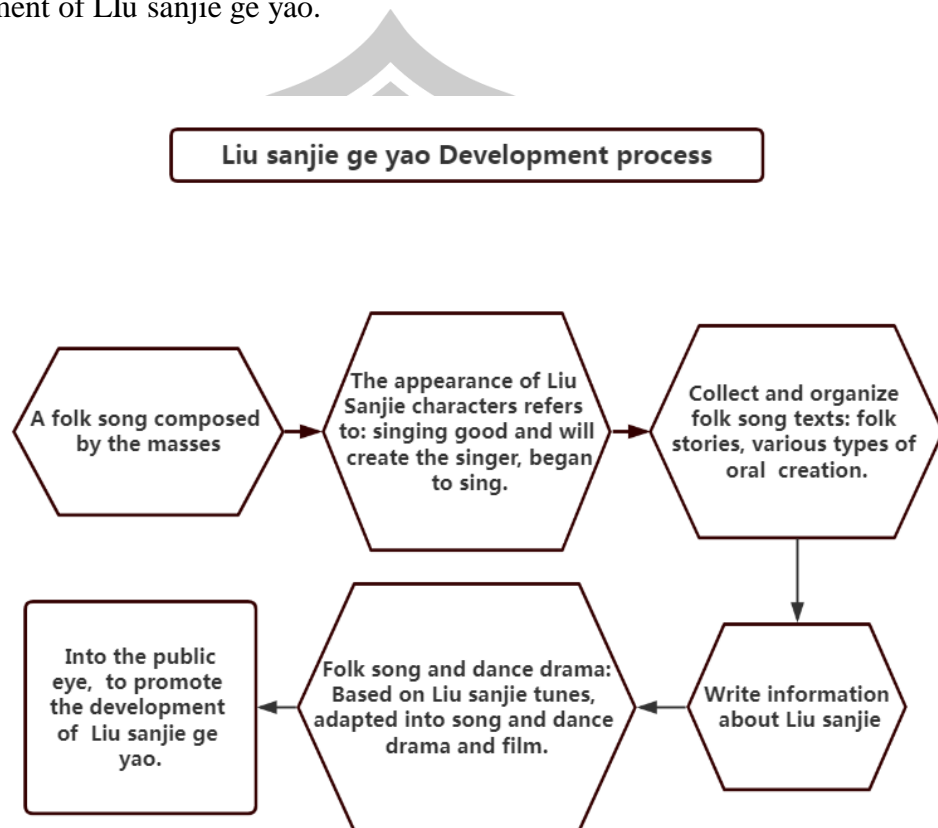 ment of LIu sanjie ge yao.
Liu sanjie ge yao Development process
A folk song composed
by the masses
The appearance of Liu
Sanjie characters refers
to: singing good and will
create the singer, began
to sing.
Collect and organize
folk song texts: folk
stories, various types of
oral creation.
Write information
about Liu sanjie
Folk song and dance drama:
Based on Liu sanjie tunes,
adapted into song and dance
drama and film.
Into the public
eye, to promote
the development
of Liu sanjie ge
yao.